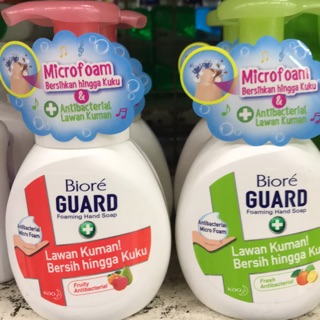 Microfoam
Bersihkan hingga Kuku
&
Antibacterial
Lawan Kuman
Bioré
GUARD
Foaming Hand Soap
Antibacterial
Micro Foam
Lawan Kuman!
Bersih hingga Kuku
Fruity
Antibacterial
KAO
Microfoam
Bersihkan hingga Kuku
&
Antibacterial
Lawan Kuman
Bioré
GUARD
Foaming Hand Soap
Antibacterial
Micro Foam
Lawan Kuman!
Bersih hingga Kuku
Fresh
Antibacterial
KAO